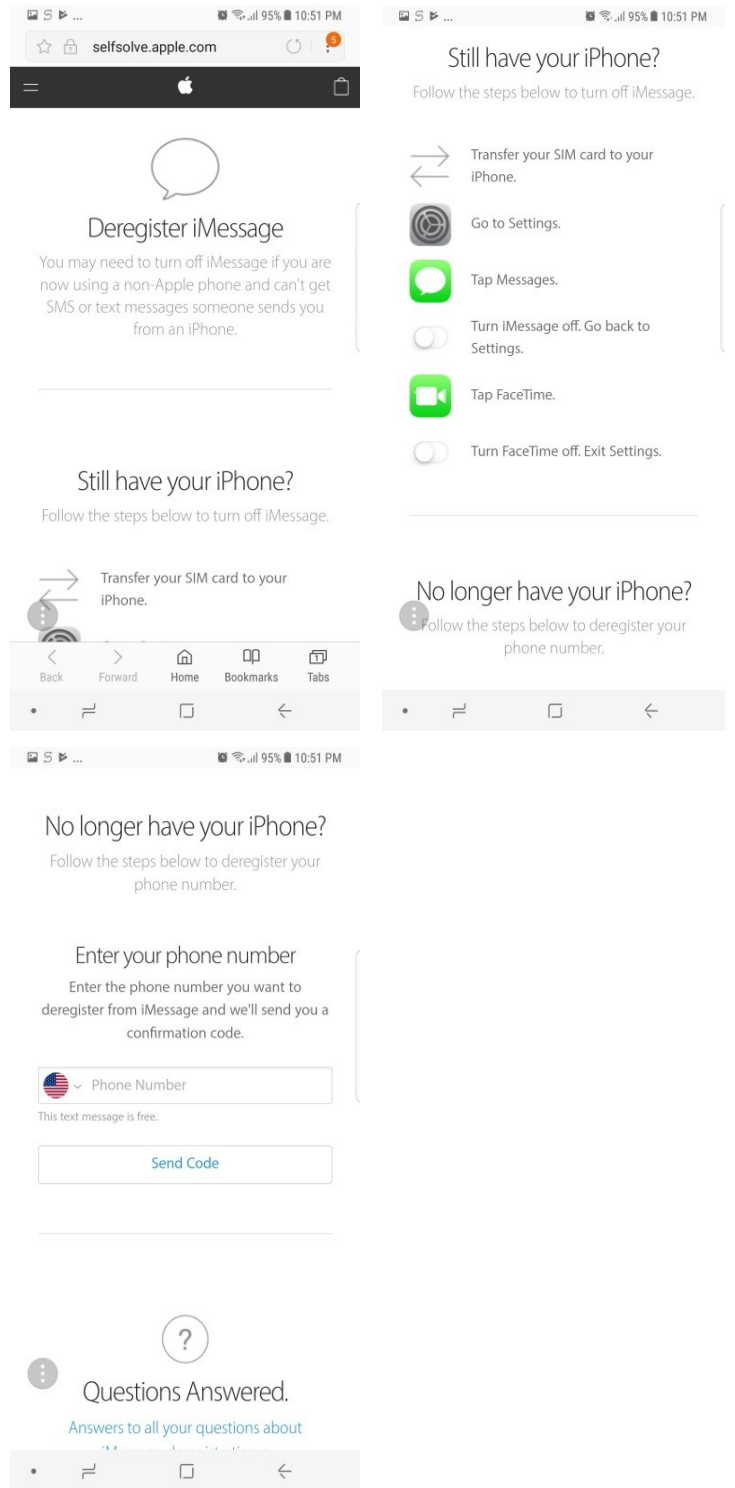 95% 10:51 PM
selfsolve.apple.com
5
Deregister iMessage
You may need to turn off iMessage if you are
now using a non-Apple phone and can't get
SMS or text messages someone sends you
from an iPhone.
Still have your iPhone?
Follow the steps below to turn off iMessage.
Transfer your SIM card to your
iPhone.
Back
Forward
Home
Bookmarks
1
Tabs
... 95% 10:51 PM
Still have your iPhone?
Follow the steps below to turn off iMessage.
Transfer your SIM card to your
iPhone.
Go to Settings.
Tap Messages.
Turn iMessage off. Go back to
Settings.
Tap FaceTime.
Turn FaceTime off. Exit Settings.
No longer have your iPhone?
Follow the steps below to deregister your
phone number.
... 95% 10:51 PM
No longer have your iPhone?
Follow the steps below to deregister your
phone number.
Enter your phone number
Enter the phone number you want to
deregister from iMessage and we'll send you a
confirmation code.
Phone Number
This text message is free.
Send Code
?
Questions Answered.
Answers to all your questions about